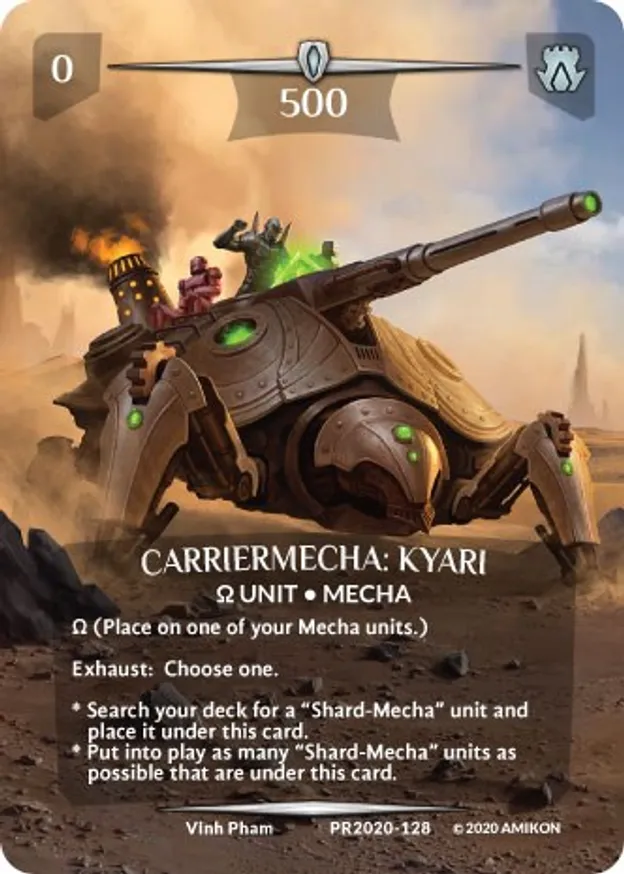 0
500
CARRIERMECHA: KYARI
Ω UNIT • MECHA
Ω (Place on one of your Mecha units.)
Exhaust: Choose one.
* Search your deck for a “Shard-Mecha” unit and
place it under this card.
* Put into play as many “Shard-Mecha” units as
possible that are under this card.
Vinh Pham PR2020-128 © 2020 AMIKON